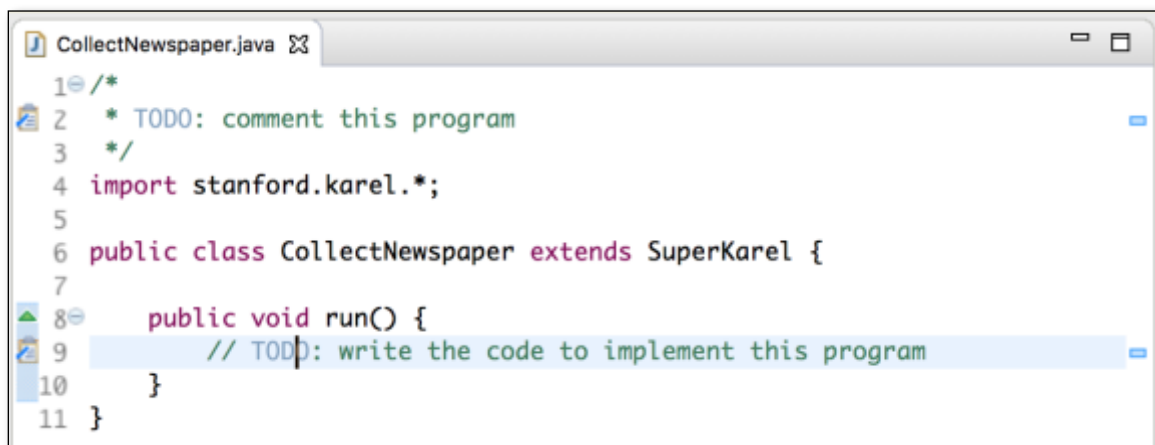 CollectNewspaper.java
1 /*
2  * TODO: comment this program
3  */
4 import stanford.karel.*;
5
6 public class CollectNewspaper extends SuperKarel {
7
8     public void run() {
9         // TODO: write the code to implement this program
10     }
11 }